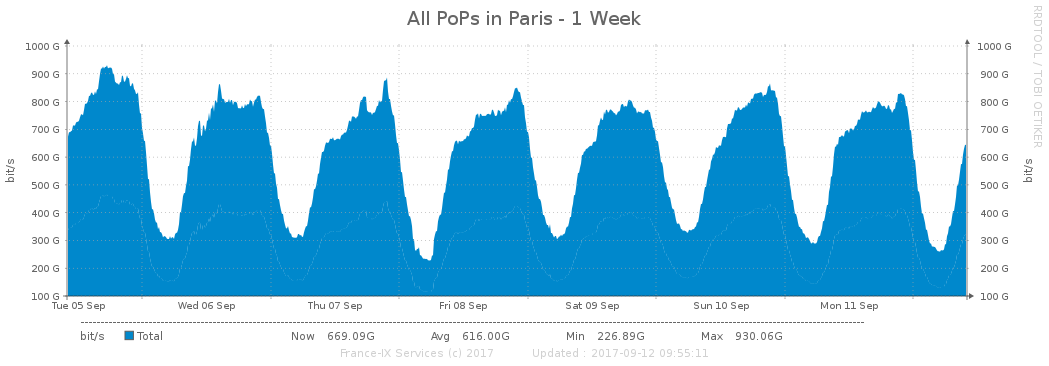 All PoPs in Paris - 1 Week
RRDTOOL / TOBI OETIKER
1000 G 1000 G
900 G 900 G
800 G 800 G
700 G 700 G
600 G 600 G
500 G 500 G
400 G 400 G
300 G 300 G
200 G 200 G
100 G 100 G
bit/s bit/s
Tue 05 Sep Wed 06 Sep Thu 07 Sep Fri 08 Sep Sat 09 Sep Sun 10 Sep Mon 11 Sep
bit/s Total Now 669.09G Avg 616.00G Min 226.89G Max 930.06G
France-IX Services (c) 2017 Updated : 2017-09-12 09:55:11